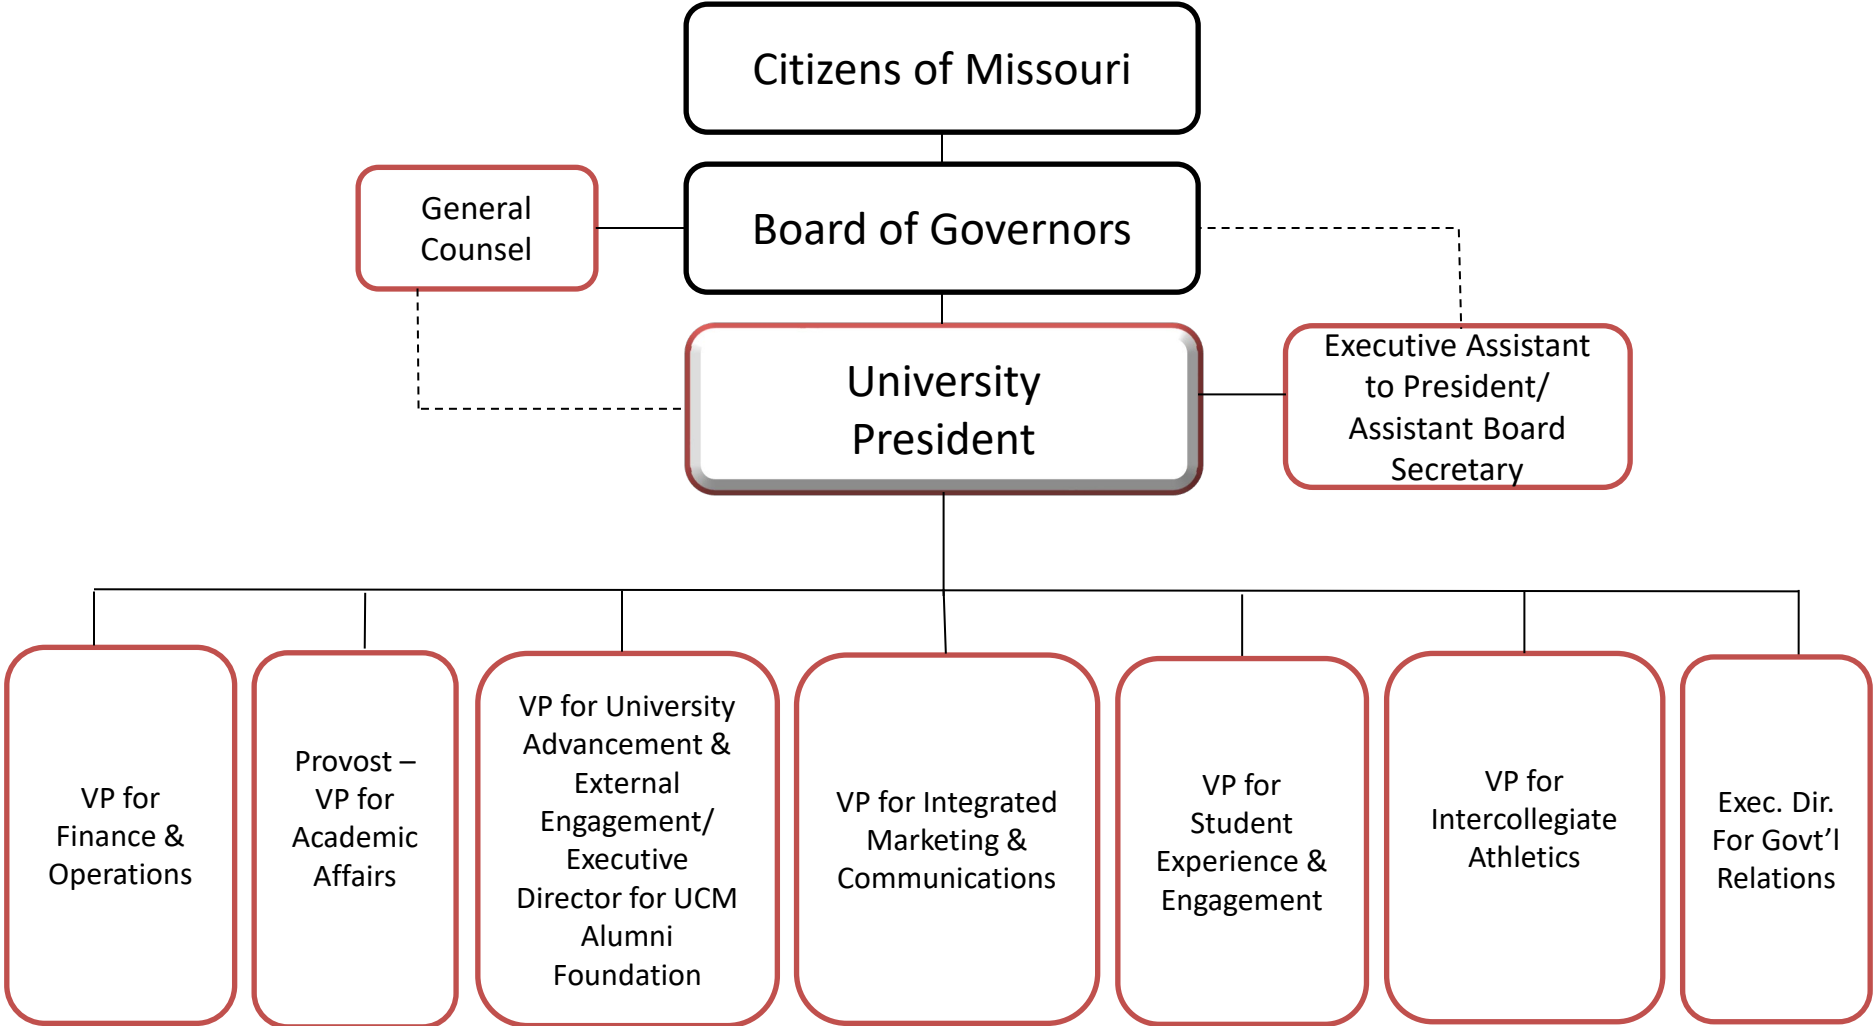 Citizens of Missouri
General
Counsel
Board of Governors
University
President
Executive Assistant
to President/
Assistant Board
Secretary
VP for
Finance &
Operations
Provost –
VP for
Academic
Affairs
VP for University
Advancement &
External
Engagement/
Executive
Director for UCM
Alumni
Foundation
VP for Integrated
Marketing &
Communications
VP for
Student
Experience &
Engagement
VP for
Intercollegiate
Athletics
Exec. Dir.
For Govt’l
Relations